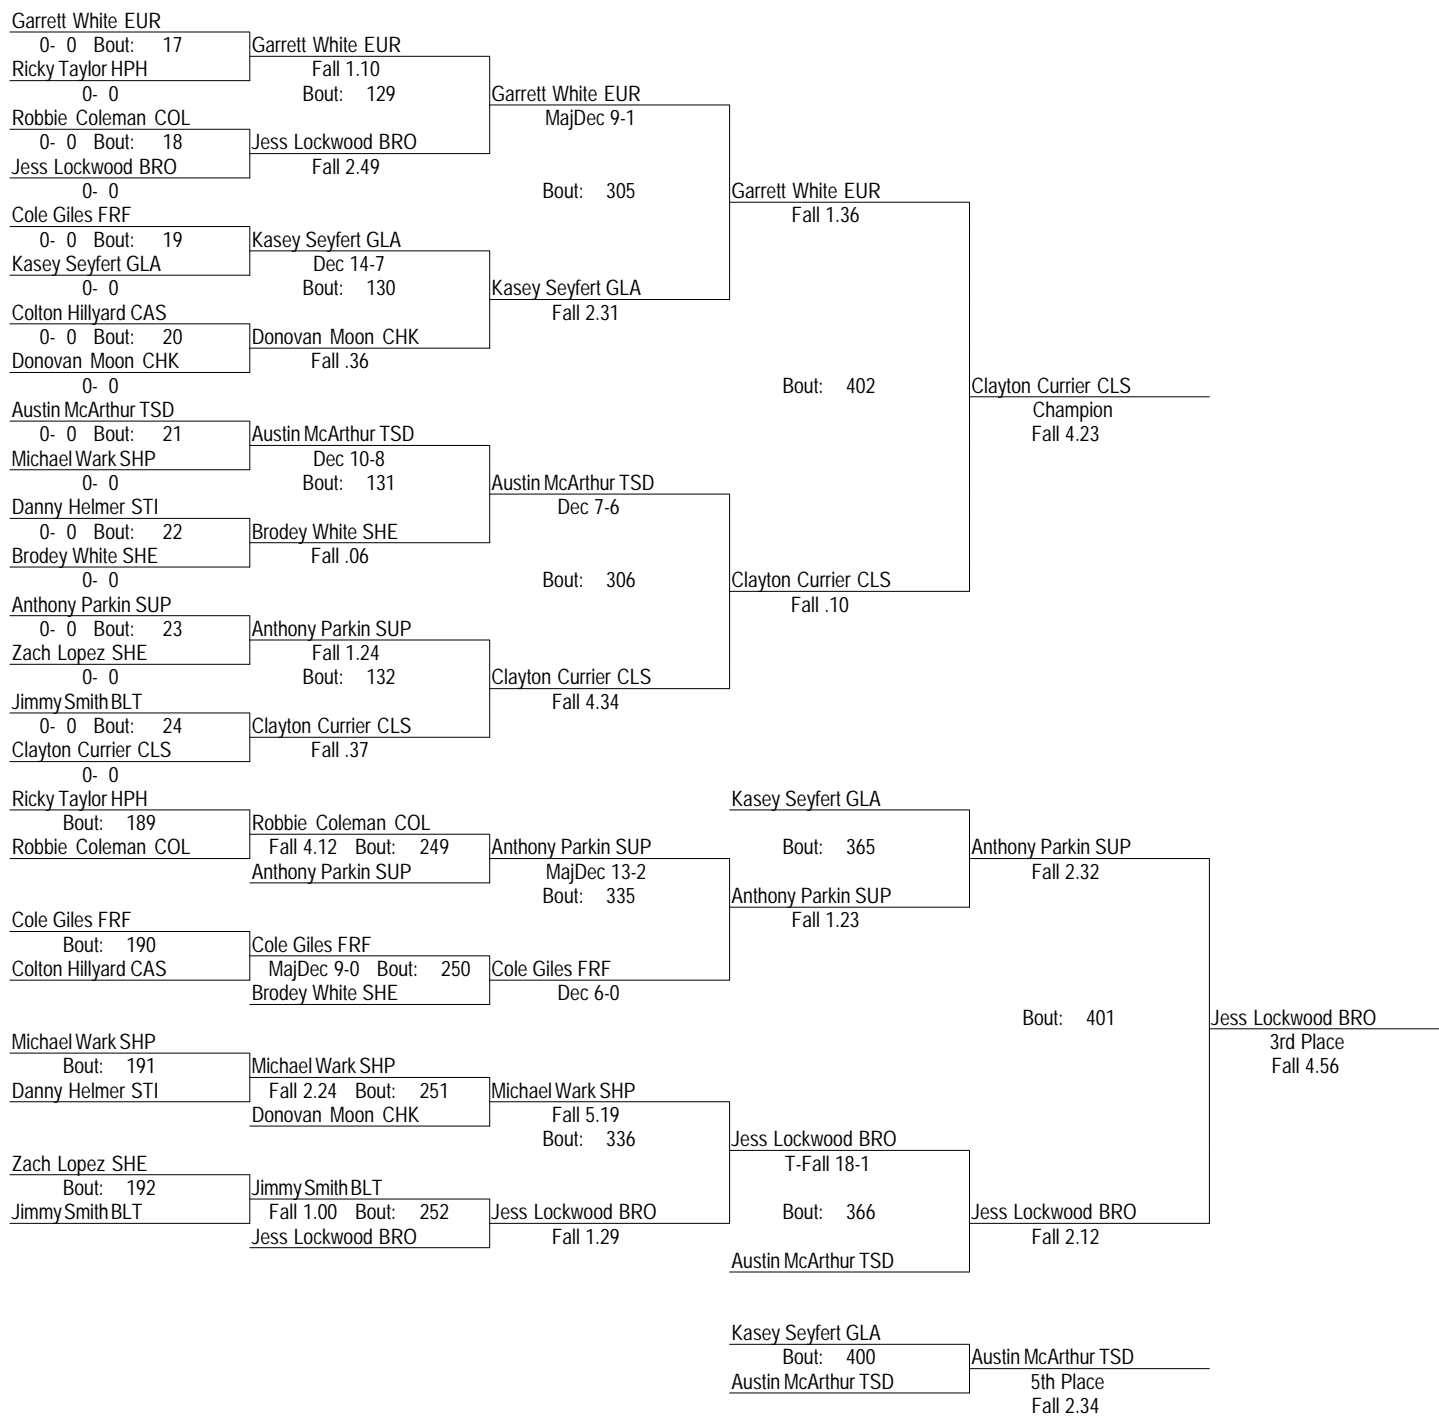 Garrett White EUR
0- 0 Bout: 17 Garrett White EUR
Ricky Taylor HPH Fall 1.10
0- 0 Bout: 129 Garrett White EUR
Robbie Coleman COL MajDec 9-1
0- 0 Bout: 18 Jess Lockwood BRO
Jess Lockwood BRO Fall 2.49
0- 0 Bout: 305 Garrett White EUR
Cole Giles FRF Fall 1.36
0- 0 Bout: 19 Kasey Seyfert GLA
Kasey Seyfert GLA Dec 14-7
0- 0 Bout: 130 Kasey Seyfert GLA
Colton Hillyard CAS Fall 2.31
0- 0 Bout: 20 Donovan Moon CHK
Donovan Moon CHK Fall .36
0- 0 Bout: 402 Clayton Currier CLS
Austin McArthur TSD Champion
0- 0 Bout: 21 Austin McArthur TSD Fall 4.23
Michael Wark SHP Dec 10-8
0- 0 Bout: 131 Austin McArthur TSD
Danny Helmer STI Dec 7-6
0- 0 Bout: 22 Brodey White SHE
Brodey White SHE Fall .06
0- 0 Bout: 306 Clayton Currier CLS
Anthony Parkin SUP Fall .10
0- 0 Bout: 23 Anthony Parkin SUP
Zach Lopez SHE Fall 1.24
0- 0 Bout: 132 Clayton Currier CLS
Jimmy Smith BLT Fall 4.34
0- 0 Bout: 24 Clayton Currier CLS
Clayton Currier CLS Fall .37
0- 0
Ricky Taylor HPH Kasey Seyfert GLA
Bout: 189 Robbie Coleman COL
Robbie Coleman COL Fall 4.12 Bout: 249 Anthony Parkin SUP Bout: 365 Anthony Parkin SUP
Anthony Parkin SUP MajDec 13-2 Fall 2.32
Bout: 335 Anthony Parkin SUP
Cole Giles FRF Fall 1.23
Bout: 190 Cole Giles FRF
Colton Hillyard CAS MajDec 9-0 Bout: 250 Cole Giles FRF
Brodey White SHE Dec 6-0
Bout: 401 Jess Lockwood BRO
Michael Wark SHP 3rd Place
Bout: 191 Michael Wark SHP Fall 4.56
Danny Helmer STI Fall 2.24 Bout: 251 Michael Wark SHP
Donovan Moon CHK Fall 5.19
Bout: 336 Jess Lockwood BRO
Zach Lopez SHE T-Fall 18-1
Bout: 192 Jimmy Smith BLT
Jimmy Smith BLT Fall 1.00 Bout: 252 Jess Lockwood BRO Bout: 366 Jess Lockwood BRO
Jess Lockwood BRO Fall 1.29 Fall 2.12
Austin McArthur TSD
Kasey Seyfert GLA
Bout: 400 Austin McArthur TSD
Austin McArthur TSD 5th Place
Fall 2.34